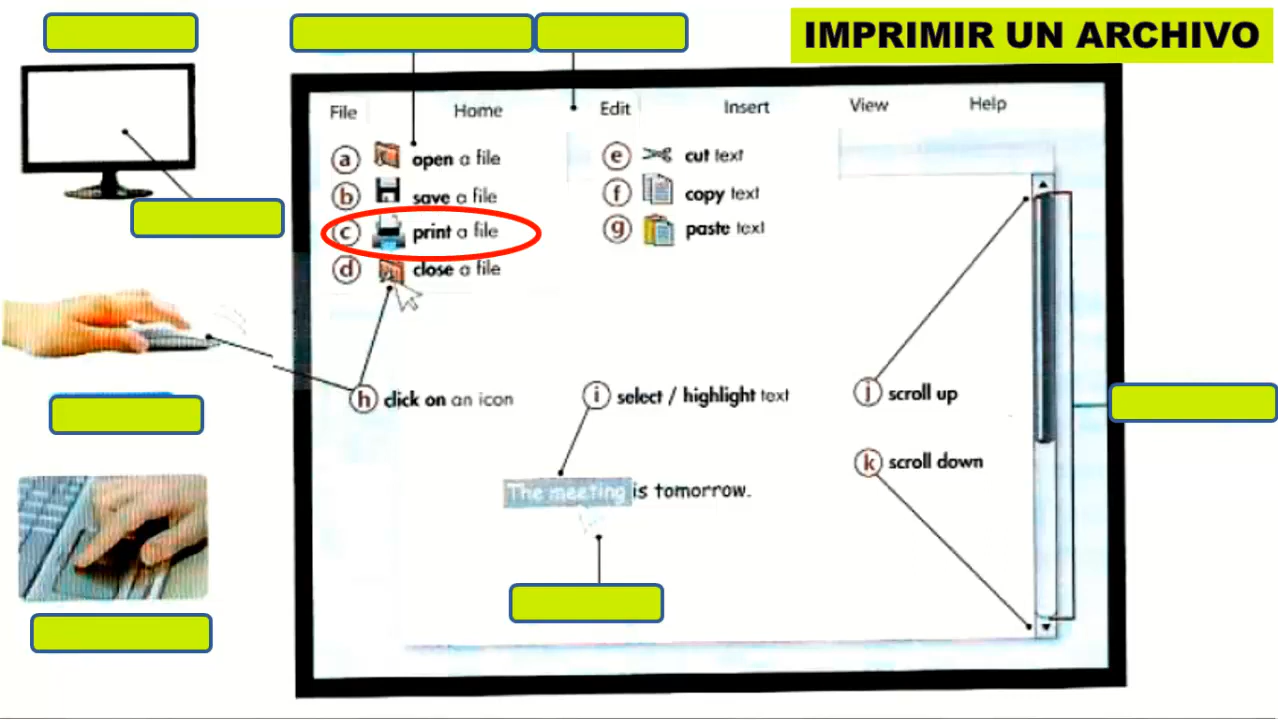 IMPRIMIR UN ARCHIVO
File Home Edit Insert View Help
a open a file
b save a file
c print a file
d close a file
e cut text
f copy text
g paste text
h click on an icon
i select / highlight text
j scroll up
k scroll down
The meeting is tomorrow.